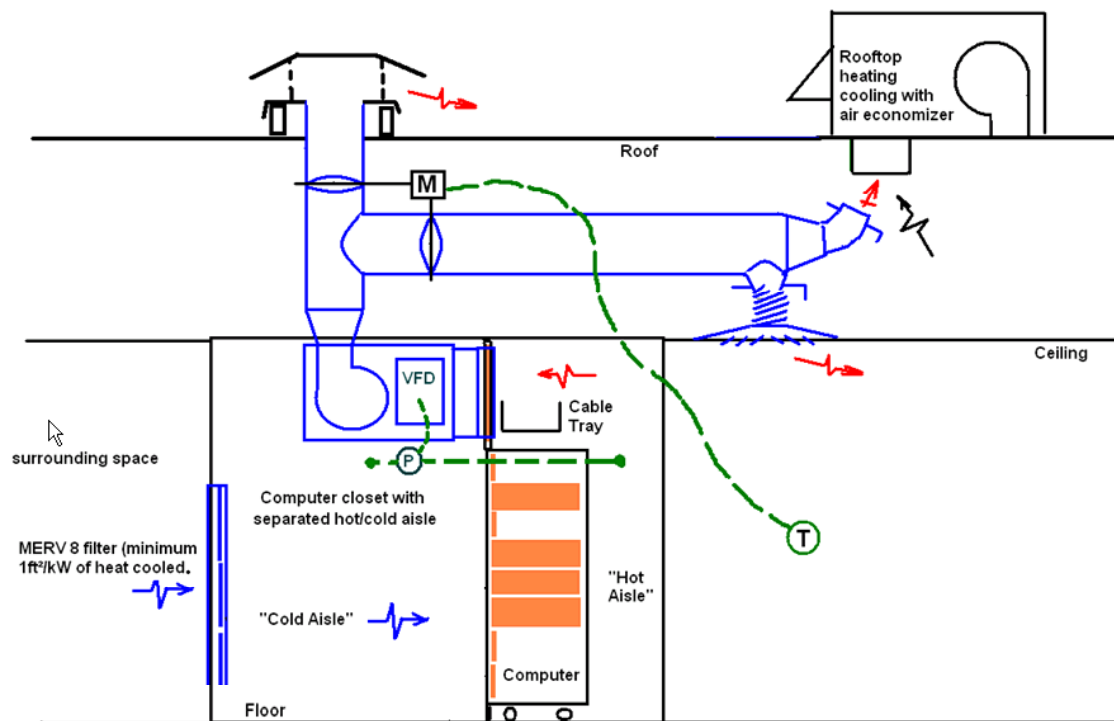 Rooftop
heating
cooling with
air economizer
Roof
M
Ceiling
VFD
Cable
Tray
P
surrounding space
Computer closet with
separated hot/cold aisle
MERV 8 filter (minimum
1ft²/kW of heat cooled.
T
"Hot
Aisle"
"Cold Aisle"
Computer
Floor